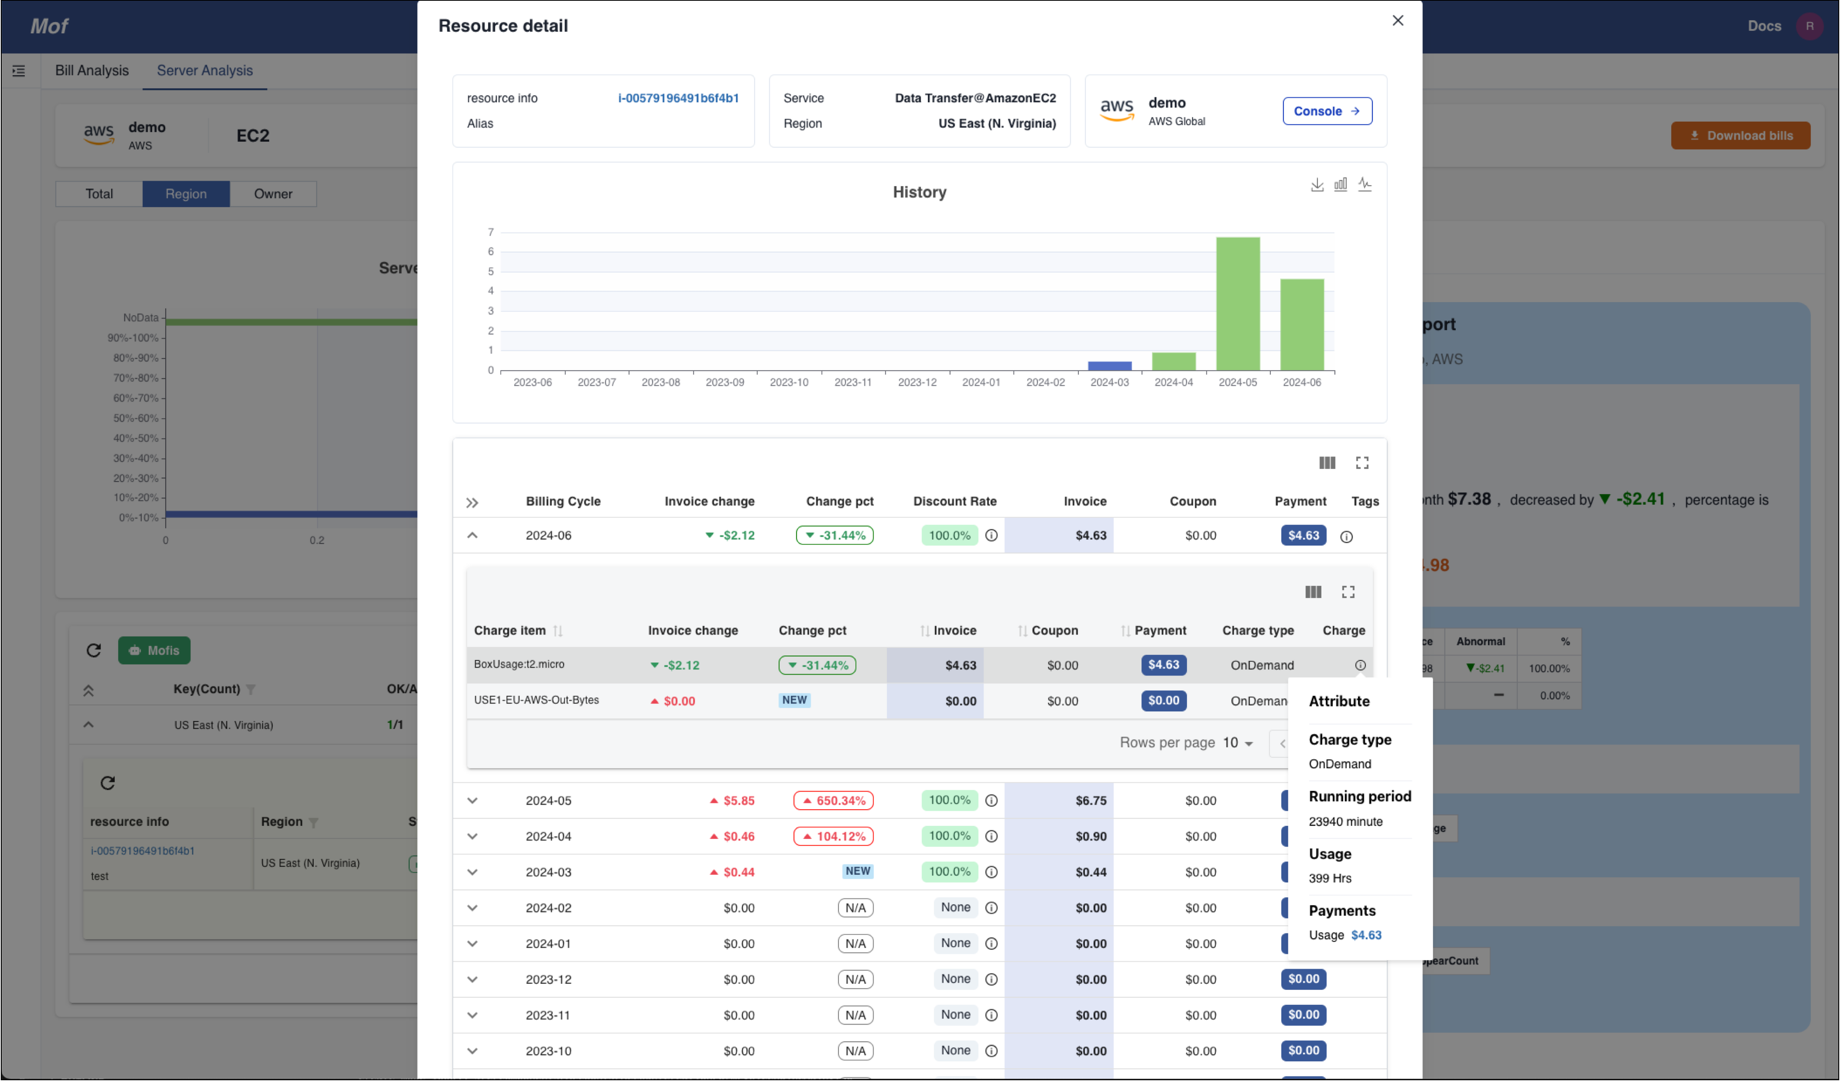 Mof
Docs
R
Resource detail
Bill Analysis
Server Analysis
resource info
i-00579196491b6f4b1
Alias
Service
Data Transfer@AmazonEC2
Region
US East (N. Virginia)
aws
demo
AWS Global
Console
aws
demo
AWS
EC2
Download bills
Total
Region
Owner
History
7
6
5
4
3
2
1
0
2023-06
2023-07
2023-08
2023-09
2023-10
2023-11
2023-12
2024-01
2024-02
2024-03
2024-04
2024-05
2024-06
Serve
NoData
90%-100%
80%-90%
70%-80%
60%-70%
50%-60%
40%-50%
30%-40%
20%-30%
10%-20%
0%-10%
0
0.2
port
, AWS
nth $7.38 , decreased by ▼ -$2.41 , percentage is
.98
Billing Cycle Invoice change Change pct Discount Rate Invoice Coupon Payment Tags
2024-06 ▼ -$2.12 ▼ -31.44% 100.0% $4.63 $0.00 $4.63
Charge item Invoice change Change pct Invoice Coupon Payment Charge type Charge
BoxUsage:t2.micro ▼ -$2.12 ▼ -31.44% $4.63 $0.00 $4.63 OnDemand
USE1-EU-AWS-Out-Bytes ▲ $0.00 NEW $0.00 $0.00 $0.00 OnDeman
Rows per page 10
2024-05 ▲ $5.85 ▲ 650.34% 100.0% $6.75 $0.00
2024-04 ▲ $0.46 ▲ 104.12% 100.0% $0.90 $0.00
2024-03 ▲ $0.44 NEW 100.0% $0.44 $0.00
2024-02 $0.00 N/A None $0.00 $0.00
2024-01 $0.00 N/A None $0.00 $0.00
2023-12 $0.00 N/A None $0.00 $0.00 $0.00
2023-11 $0.00 N/A None $0.00 $0.00 $0.00
2023-10 $0.00 N/A None $0.00 $0.00 $0.00
Attribute
Charge type
OnDemand
Running period
23940 minute
Usage
399 Hrs
Payments
Usage $4.63
Mofis
Key(Count)
OK/A
US East (N. Virginia)
1/1
resource info
Region
S
i-00579196491b6f4b1
test
US East (N. Virginia)
ce Abnormal %
98 ▼-$2.41 100.00%
— 0.00%
ge
pearCount